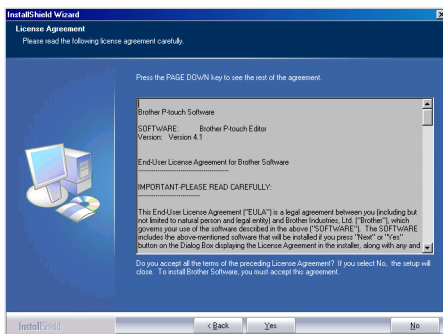 InstallShield Wizard
License Agreement
Please read the following license agreement carefully.
Press the PAGE DOWN key to see the rest of the agreement.
Brother P-touch Software
SOFTWARE: Brother P-touch Editor
Version: Version 4.1
End-User License Agreement for Brother Software
--------------------------------------------
IMPORTANT-PLEASE READ CAREFULLY:
------------------------------
This End-User License Agreement ("EULA") is a legal agreement between you (including but
not limited to natural person and legal entity) and Brother Industries, Ltd. ("Brother"), which
governs your use of the software described in the above ("SOFTWARE"). The SOFTWARE
includes the above-mentioned software that will be installed if you press "Next" or "Yes"
button on the Dialog Box displaying the License Agreement in the installer, along with any and
Do you accept all the terms of the preceding License Agreement? If you select No, the setup will
close. To install Brother Software, you must accept this agreement.
InstallShield
< Back
Yes
No